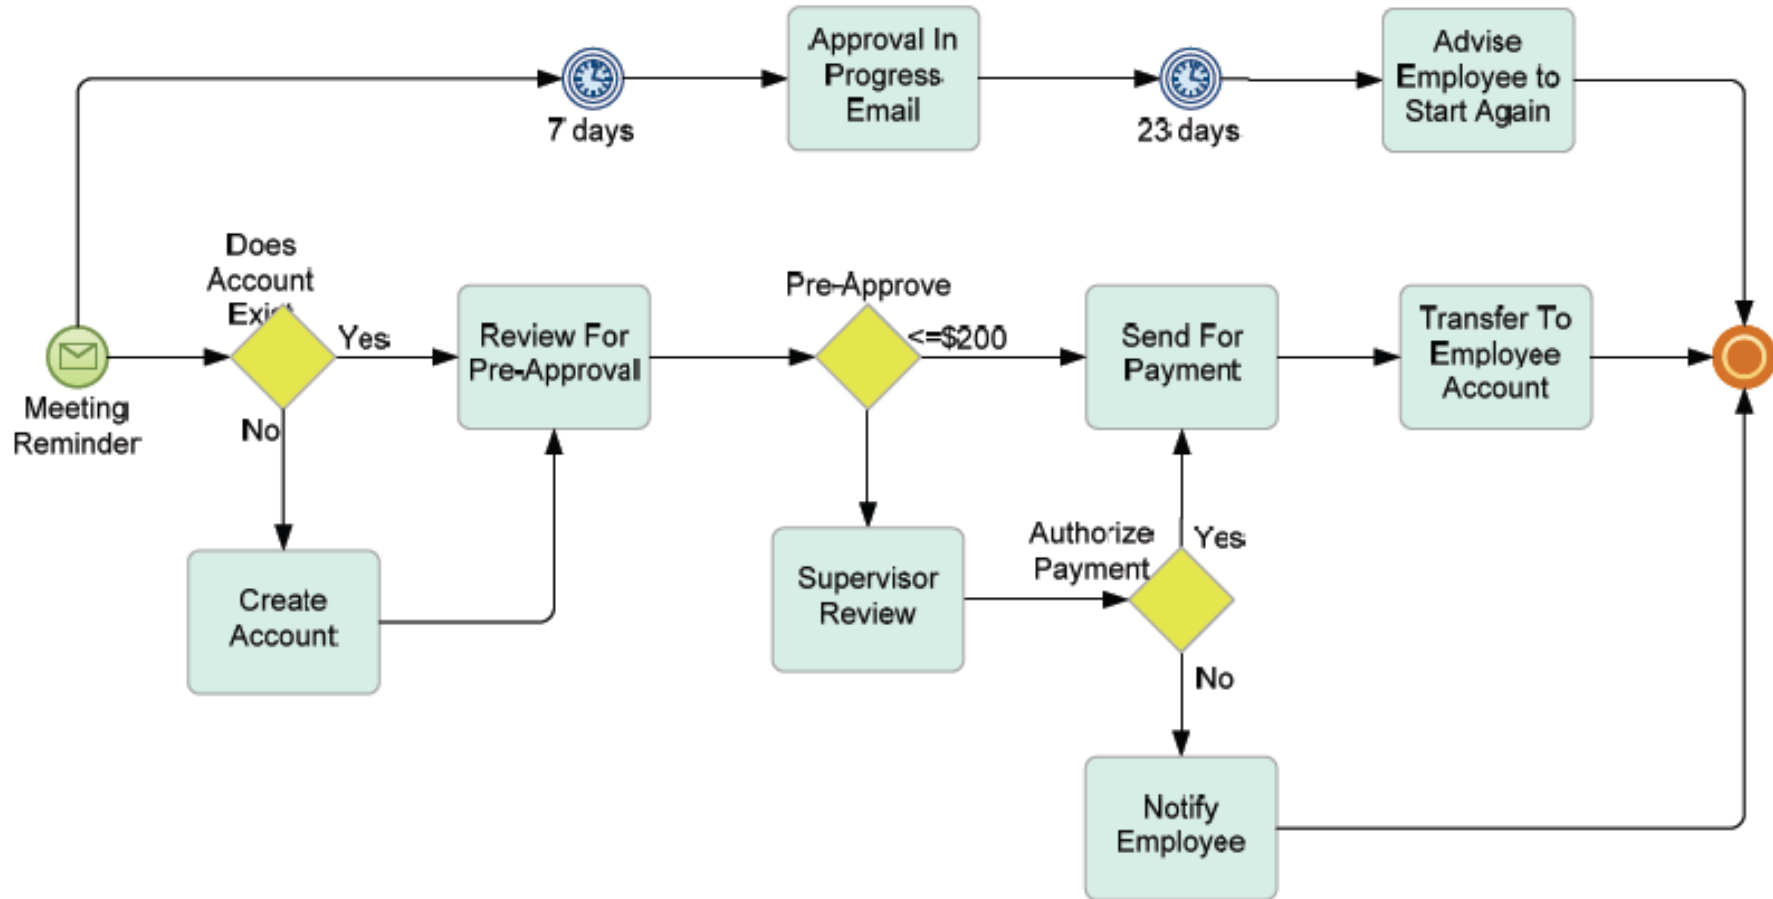 Approval In
Progress
Email
Advise
Employee to
Start Again
7 days
23 days
Does
Account
Exist
Yes
Pre-Approve
<=$200
Review For
Pre-Approval
Send For
Payment
Transfer To
Employee
Account
Meeting
Reminder
No
Create
Account
Supervisor
Review
Authorize
Payment
Yes
No
Notify
Employee